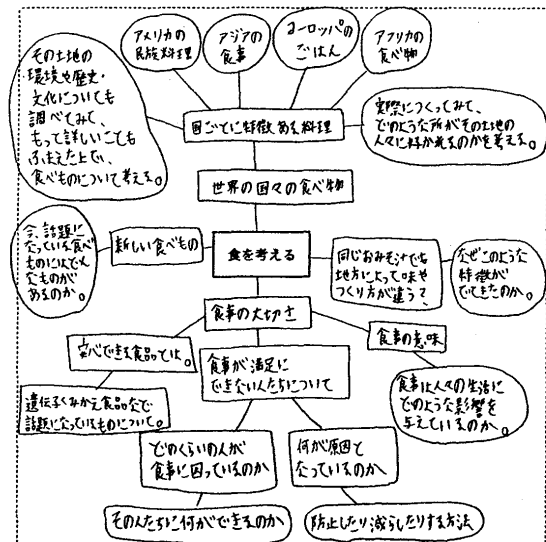 アメリカの
民族料理
アジアの
食事
ヨーロッパの
ごはん
アフリカの
食べ物
その土地の
環境や歴史・
文化についても
調べてみて、
もって詳しいことも
ふまえた上で、
食べものについて考える。
国ごとに特徴ある料理
実際につくってみて、
どのような所がその土地の
人々に好かれるのかを考える。
世界の国々の食べ物
今、話題に
なっている食べ
ものにはどん
なものが
あるのか。
新しい食べもの
食を考える
同じおみそ汁でも
地方によって味や
つくり方が違うて、
なぜこのような
特徴が
でてきたのか。
食事の大切さ
食事の意味
安心できる食品とは。
食事が満足に
できない人たちについて
遺伝子くみかえ食品などで
話題になっているものについて。
食事は人々の生活に
どのような影響を
与えているのか。
どのくらいの人が
食事に困っているのか
何が原因と
なっているのか
その人たちに何ができるのか
防止したり減らしたりする方法